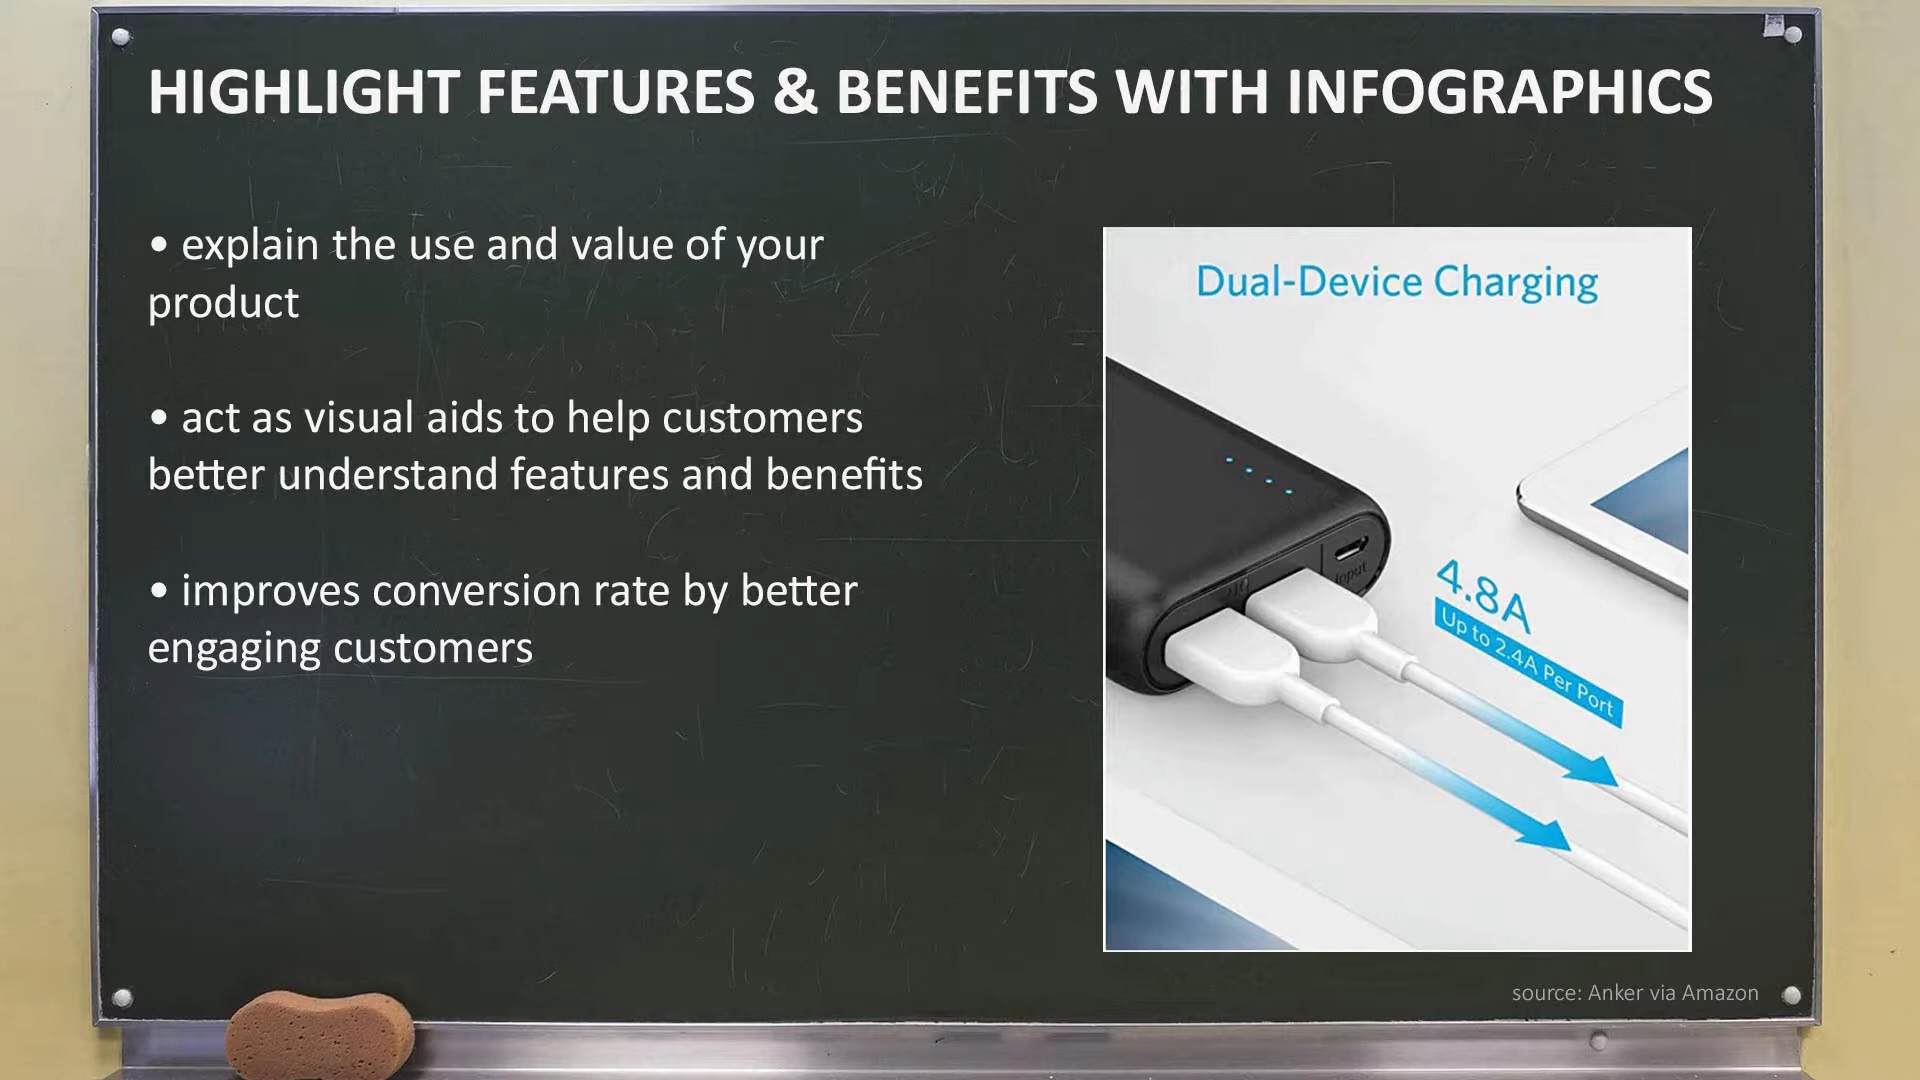 HIGHLIGHT FEATURES & BENEFITS WITH INFOGRAPHICS
• explain the use and value of your
product
• act as visual aids to help customers
better understand features and benefits
• improves conversion rate by better
engaging customers
Dual-Device Charging
input
4.8A
Up to 2.4A Per Port
source: Anker via Amazon